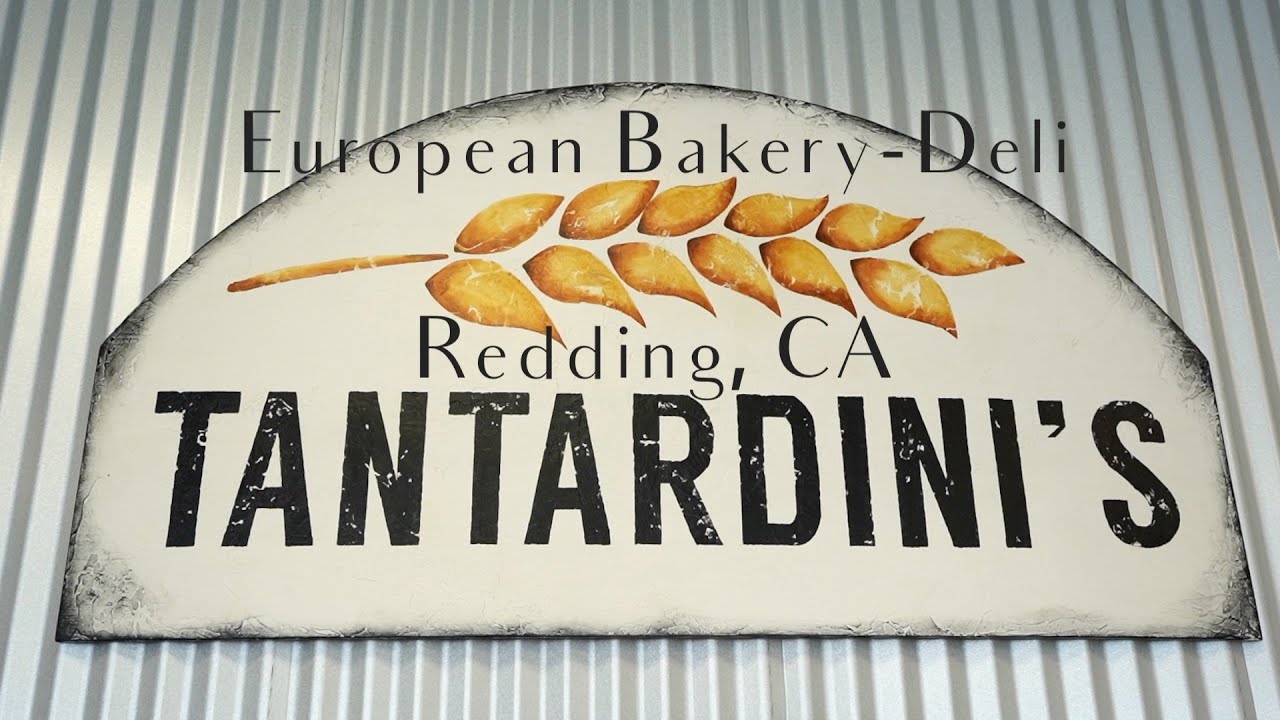 European Bakery-Deli
Redding, CA
TANTARDINI'S